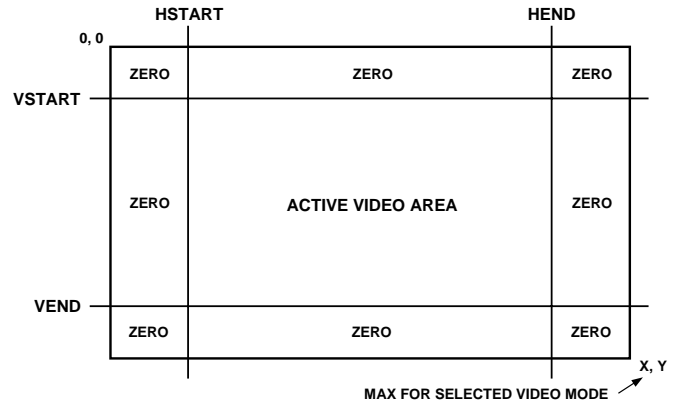 HSTART HEND
0, 0
ZERO ZERO ZERO
VSTART
ZERO ACTIVE VIDEO AREA ZERO
VEND
ZERO ZERO ZERO
X, Y
MAX FOR SELECTED VIDEO MODE